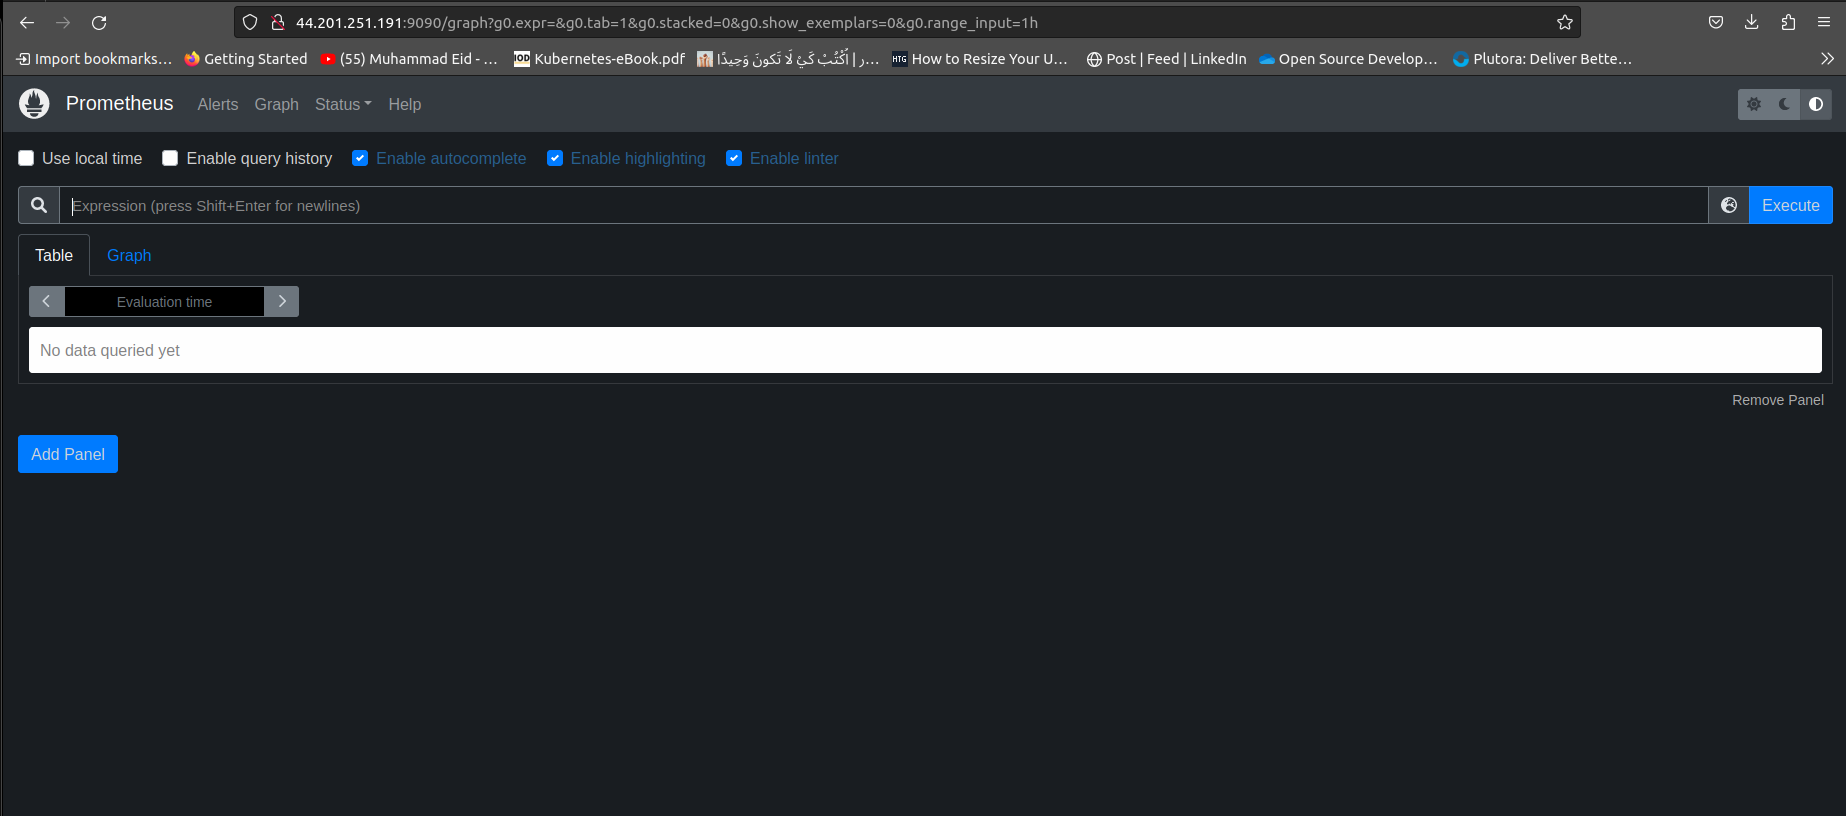 44.201.251.191:9090/graph?g0.expr=&g0.tab=1&g0.stacked=0&g0.show_exemplars=0&g0.range_input=1h
Import bookmarks... Getting Started (55) Muhammad Eid - ... IOD Kubernetes-eBook.pdf ر | اُكْتُبْ كَيْ لَا تَكونَ وَحِيدًا... HTG How to Resize Your U... Post | Feed | LinkedIn Open Source Develop... Plutora: Deliver Bette...
Prometheus Alerts Graph Status Help
Use local time Enable query history Enable autocomplete Enable highlighting Enable linter
Expression (press Shift+Enter for newlines) Execute
Table Graph
Evaluation time
No data queried yet
Remove Panel
Add Panel